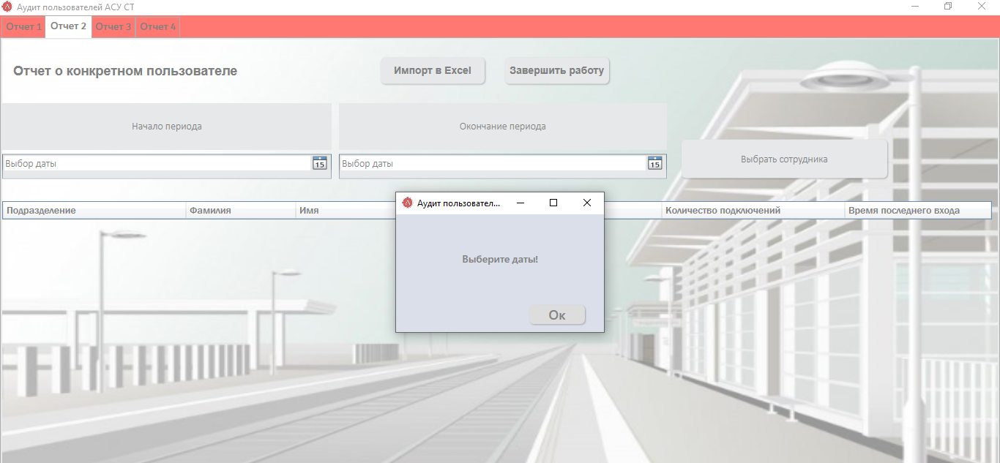 Аудит пользователей АСУ СТ
Отчет 1 Отчет 2 Отчет 3 Отчет 4
Отчет о конкретном пользователе Импорт в Excel Завершить работу
Начало периода Окончание периода
Выбрать сотрудника
Выбор даты 15 Выбор даты 15
Аудит пользовател...
Подразделение Фамилия Имя Количество подключений Время последнего входа
Выберите даты!
Ок